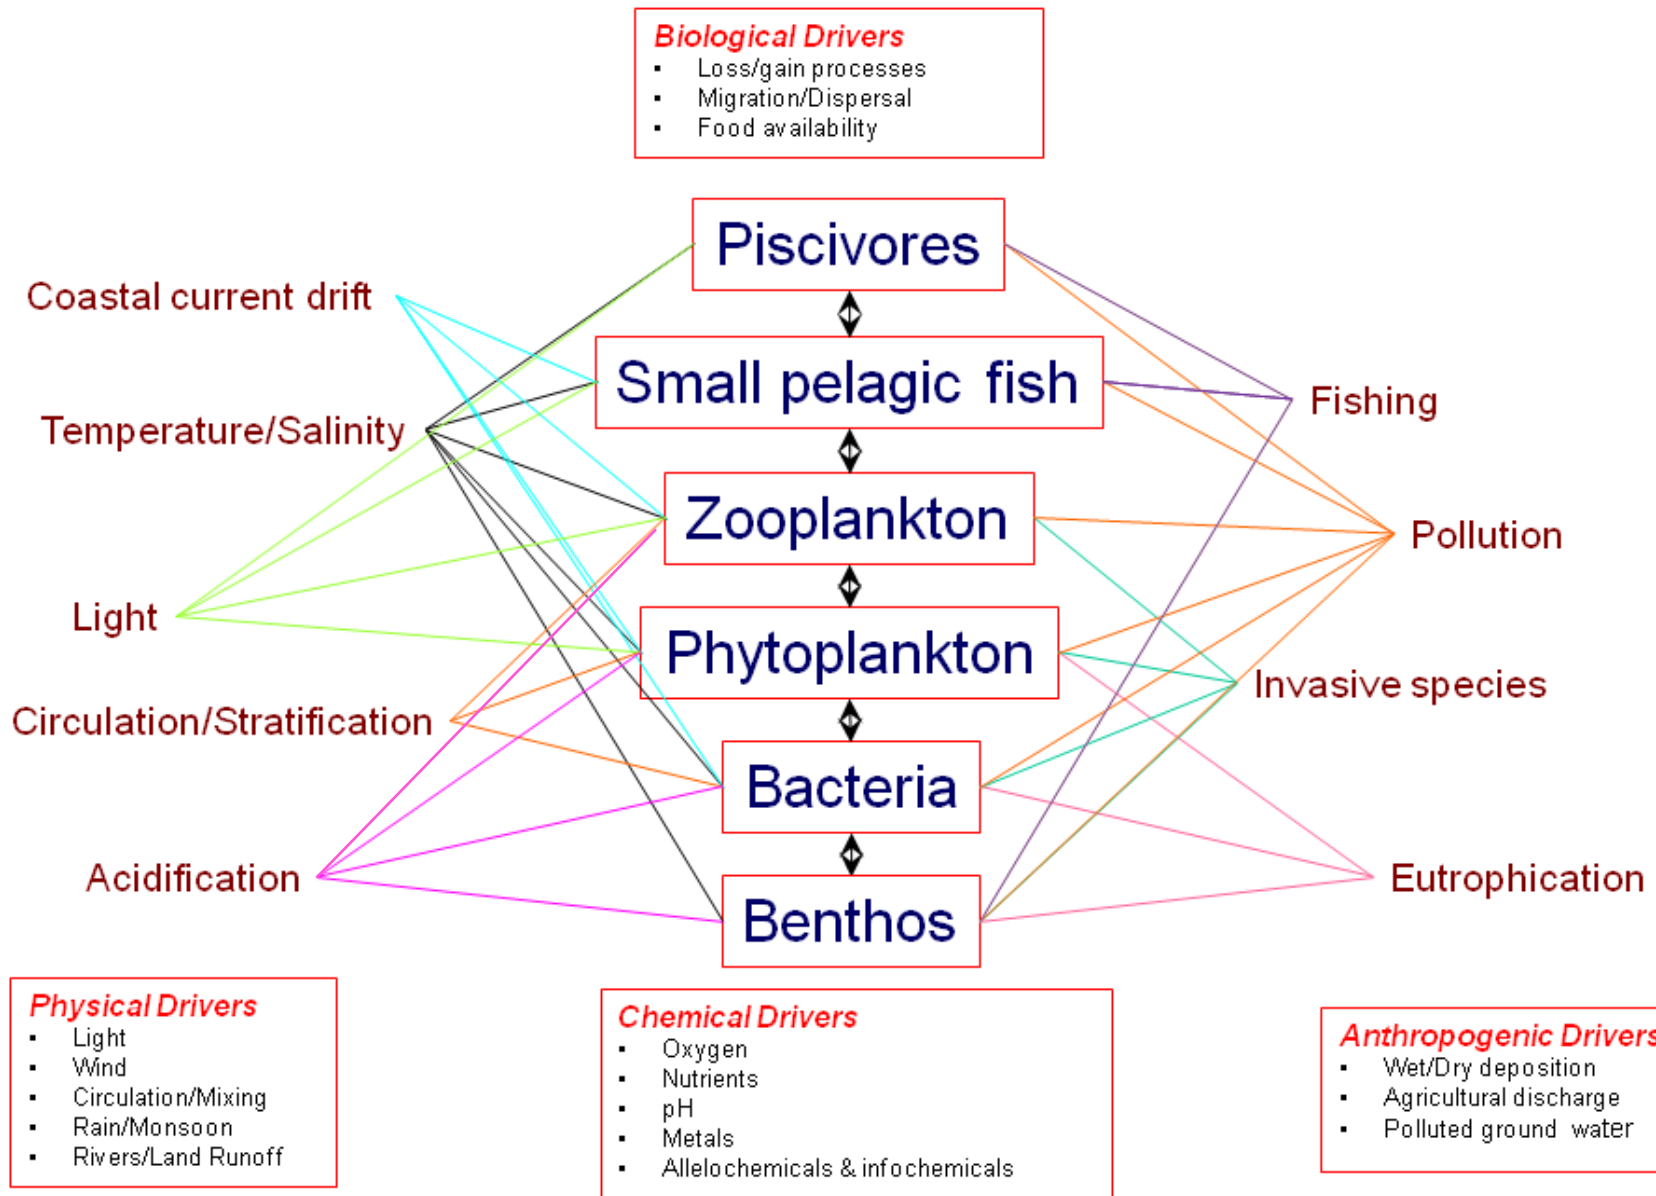 Biological Drivers
▪ Loss/gain processes
▪ Migration/Dispersal
▪ Food availability
Piscivores
Coastal current drift
Small pelagic fish
Fishing
Temperature/Salinity
Zooplankton
Pollution
Light
Phytoplankton
Invasive species
Circulation/Stratification
Bacteria
Acidification
Eutrophication
Benthos
Physical Drivers
▪ Light
▪ Wind
▪ Circulation/Mixing
▪ Rain/Monsoon
▪ Rivers/Land Runoff
Chemical Drivers
▪ Oxygen
▪ Nutrients
▪ pH
▪ Metals
▪ Allelochemicals & infochemicals
Anthropogenic Drivers
▪ Wet/Dry deposition
▪ Agricultural discharge
▪ Polluted ground water